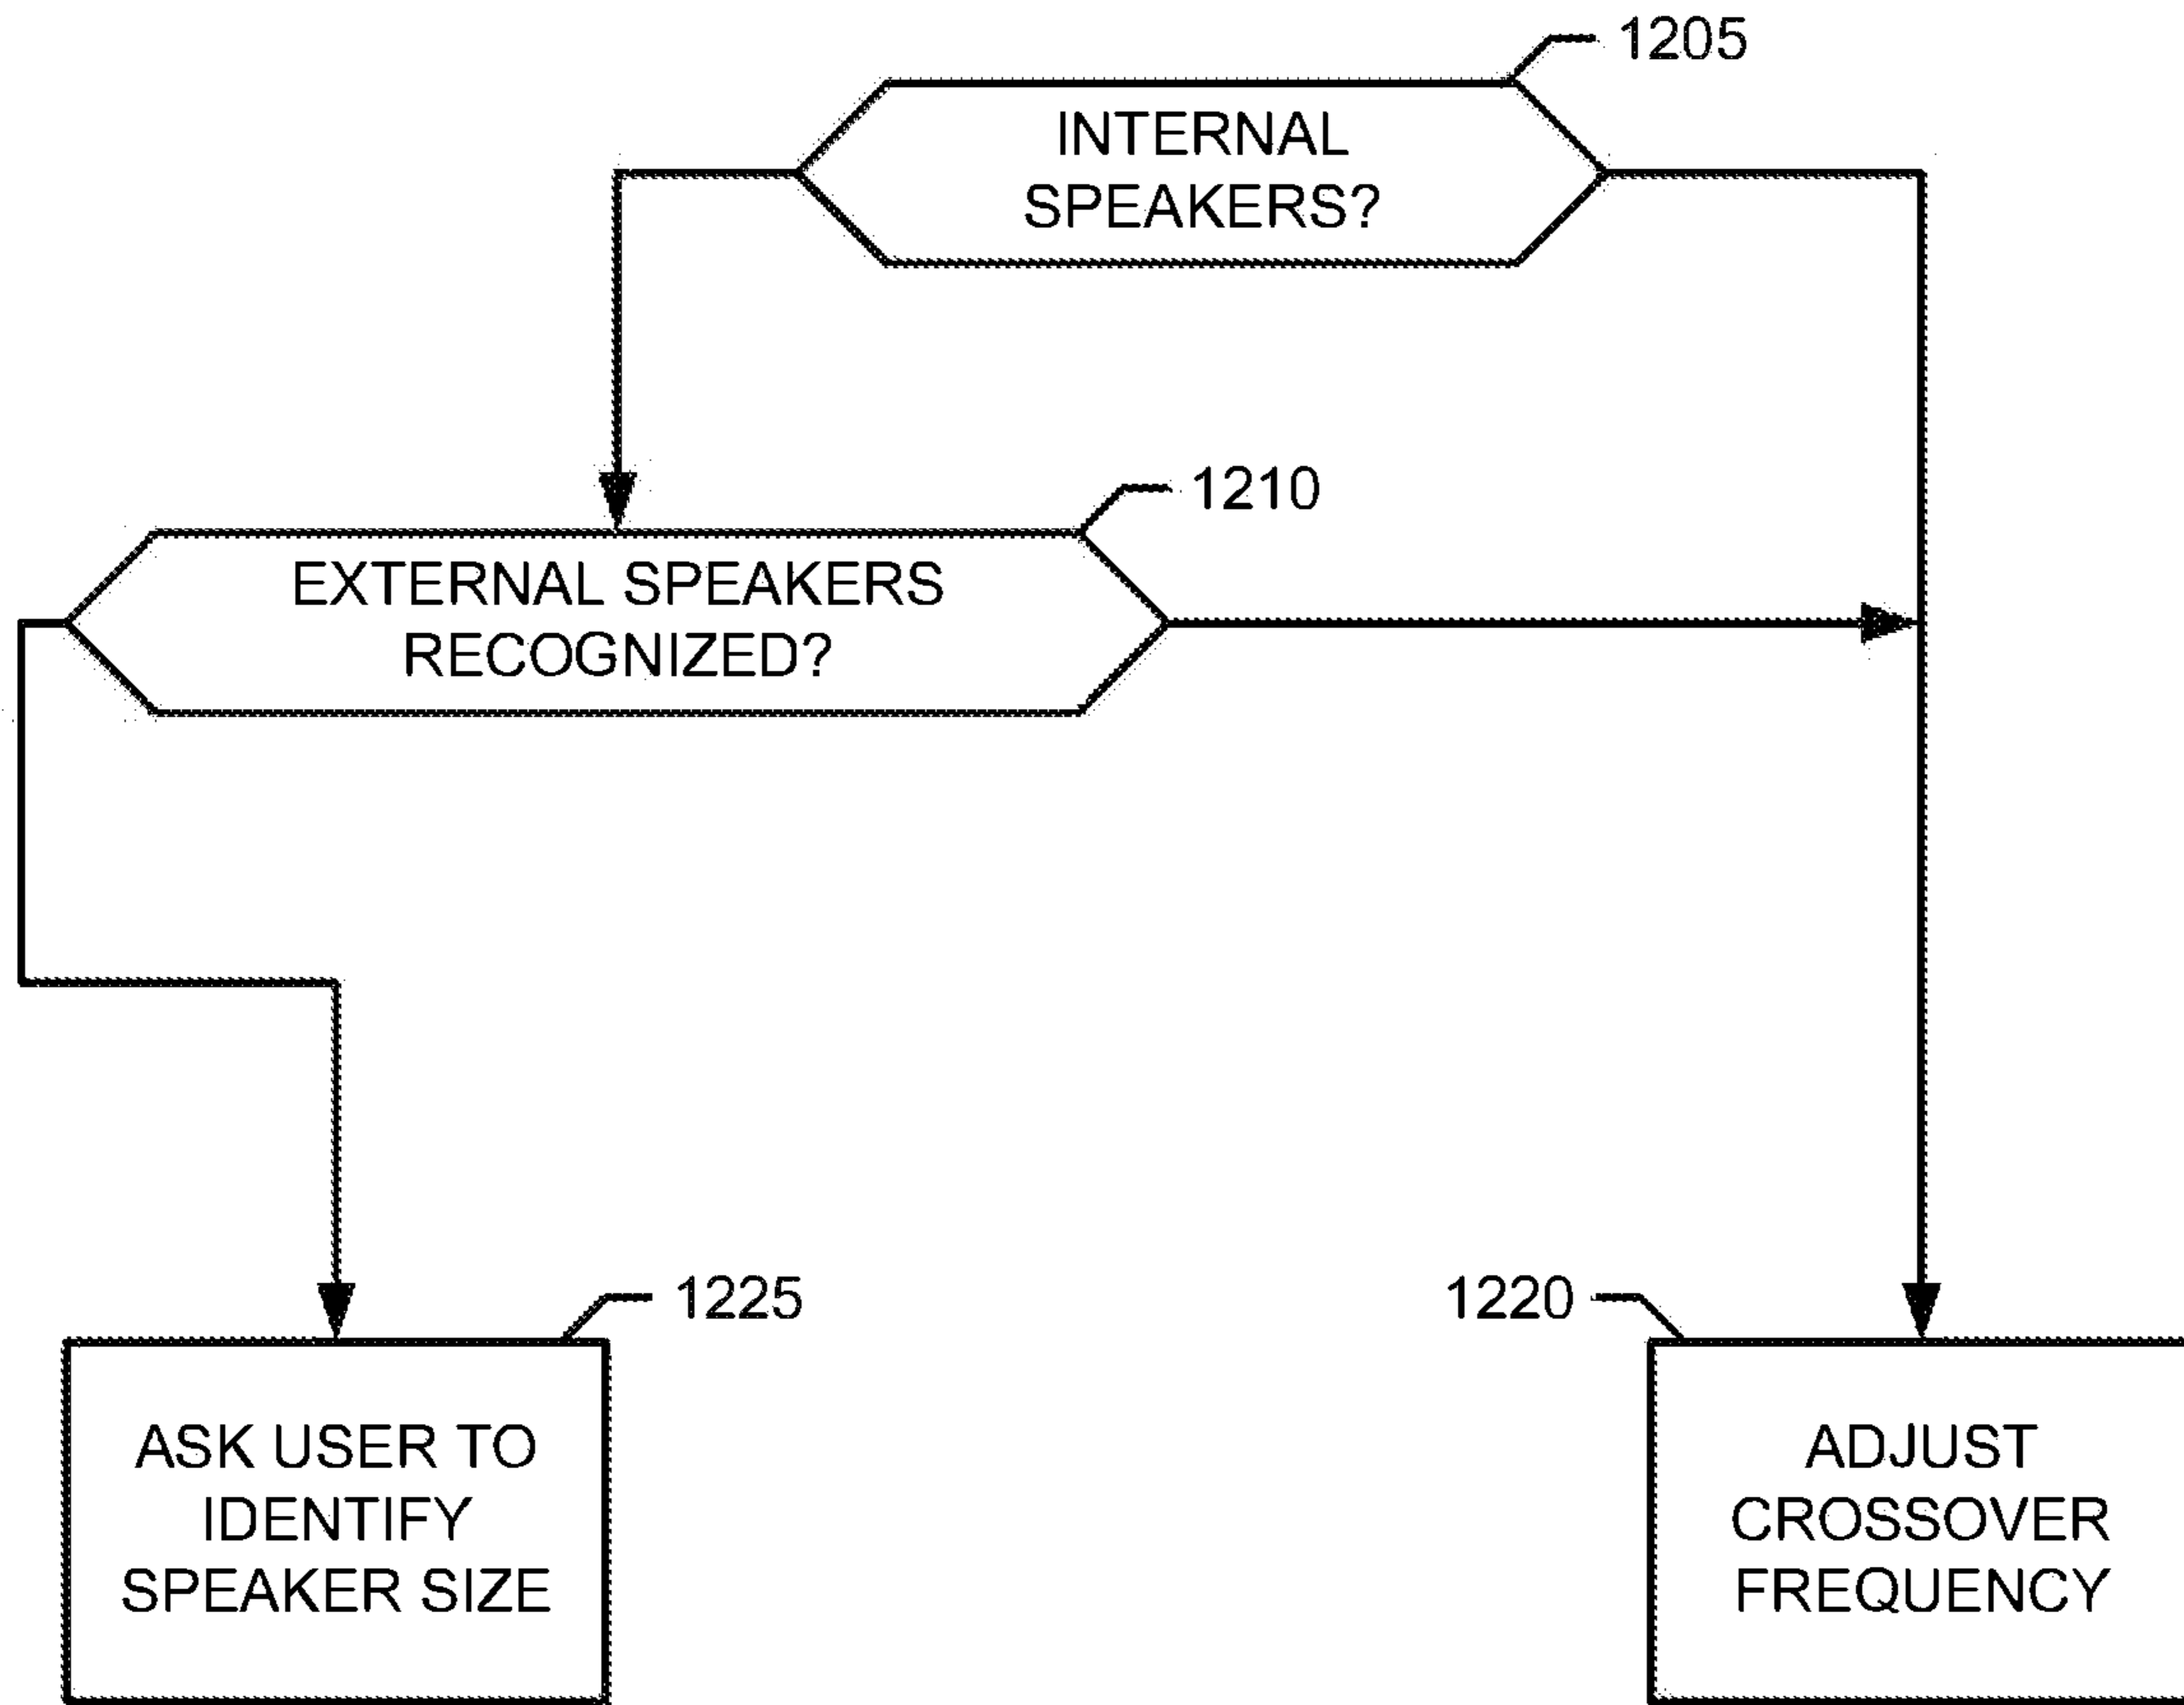 1205
INTERNAL
SPEAKERS?
1210
EXTERNAL SPEAKERS
RECOGNIZED?
1225
ASK USER TO
IDENTIFY
SPEAKER SIZE
1220
ADJUST
CROSSOVER
FREQUENCY